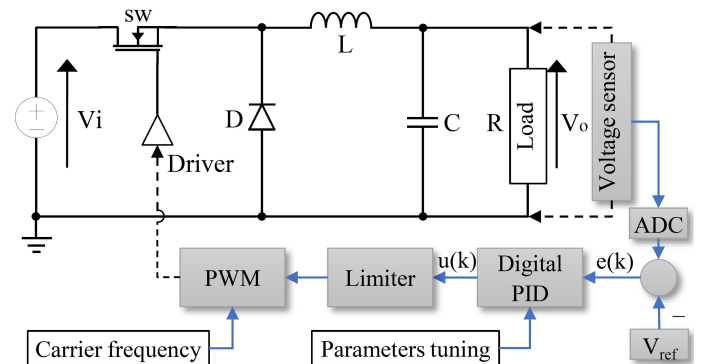 SW
L
Vi
D
C
R
Load
Vo
Voltage sensor
Driver
ADC
PWM
Limiter
u(k)
Digital
PID
e(k)
–
Vref
Carrier frequency
Parameters tuning